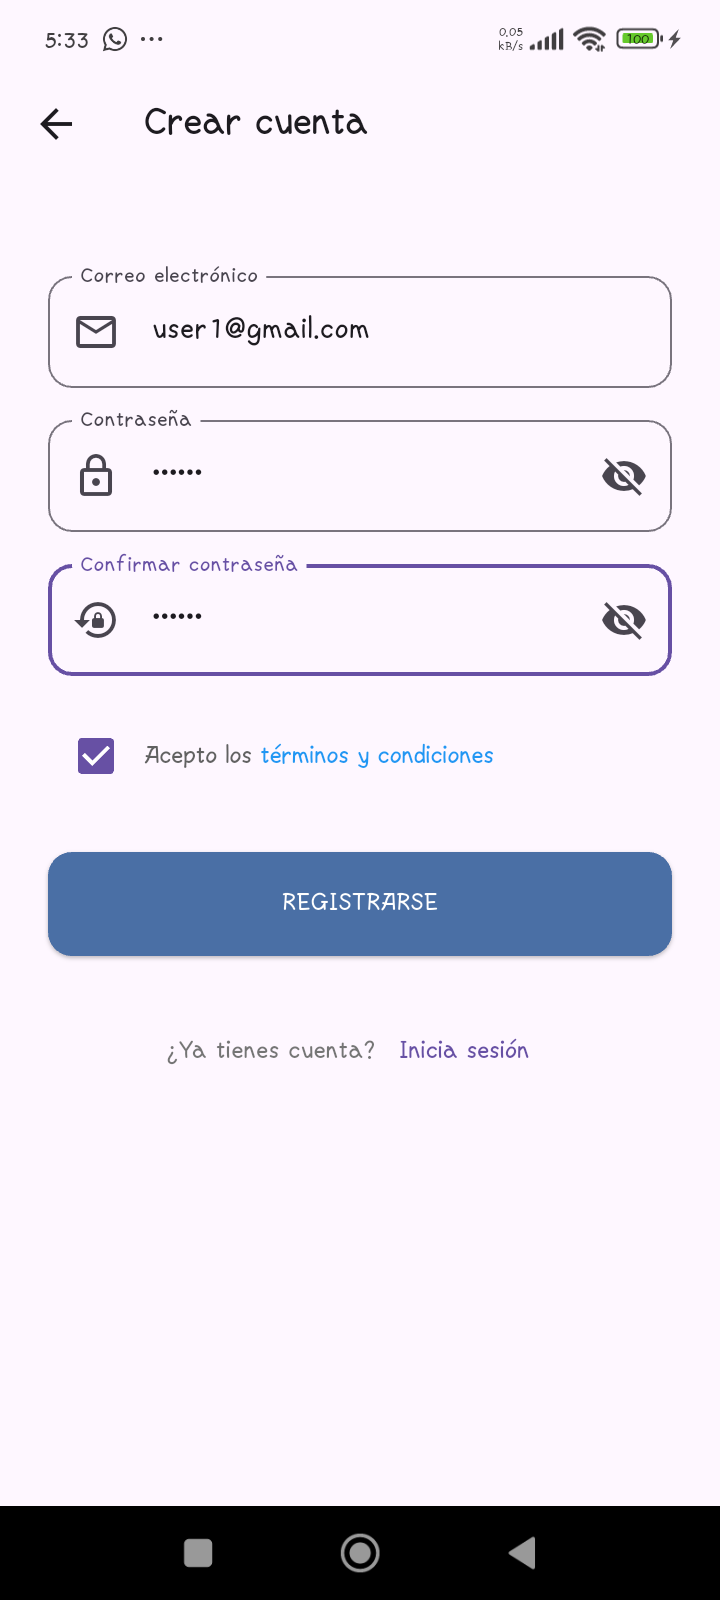 5:33 ... 0.05 kB/s 100
Crear cuenta
Correo electrónico
user1@gmail.com
Contraseña
••••••
Confirmar contraseña
••••••
Acepto los términos y condiciones
REGISTRARSE
¿Ya tienes cuenta? Inicia sesión